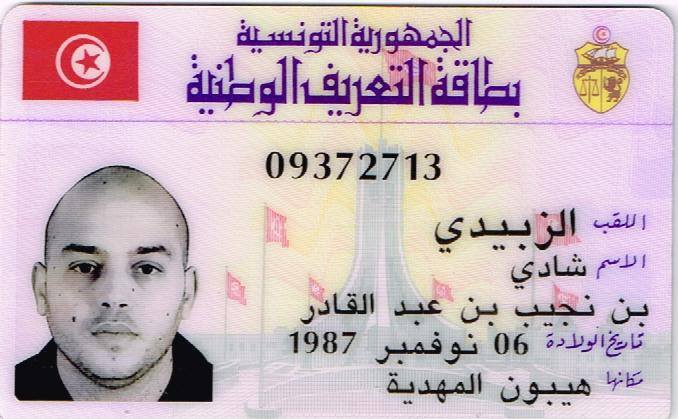 الجمهورية التونسية
بطاقة التعريف الوطنية
09372713
اللقب الزبيدي
الاسم شادي
بن نجيب بن عبد القادر
تاريخ الولادة 06 نوفمبر 1987
مكانها هيبون المهدية